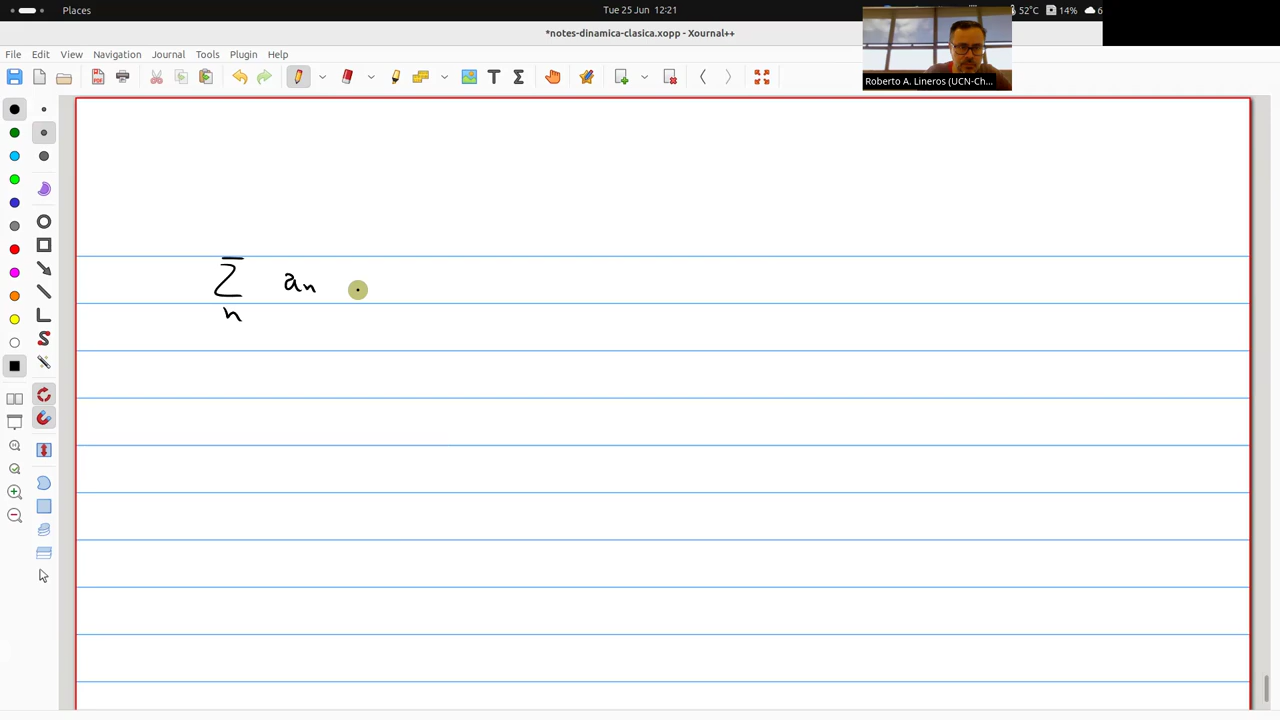 Places
Tue 25 Jun 12:21
52°C
14%
6
*notes-dinamica-clasica.xopp - Xournal++
File Edit View Navigation Journal Tools Plugin Help
Roberto A. Lineros (UCN-Ch...
∑ aₙ
n